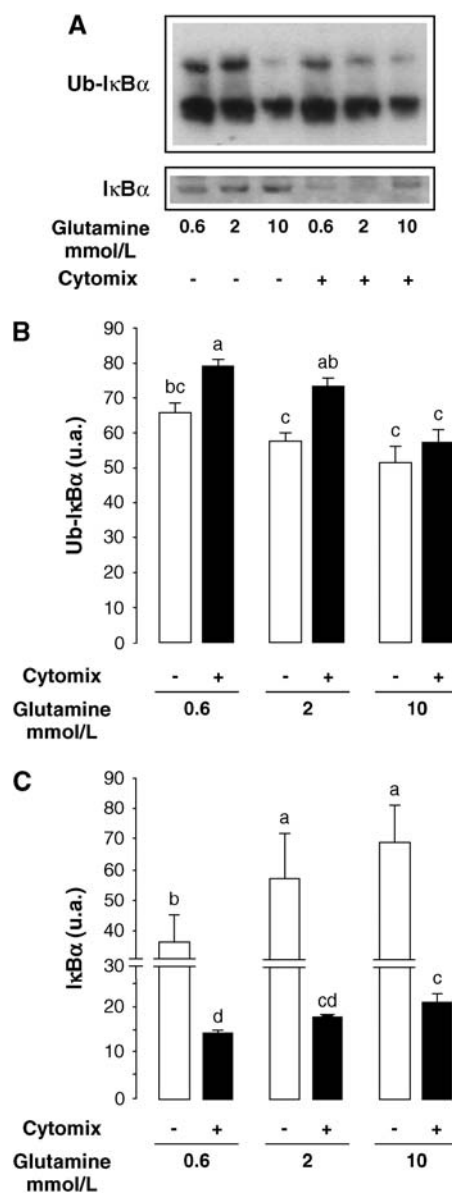 A
Ub-IκBα
IκBα
Glutamine mmol/L 0.6 2 10 0.6 2 10
Cytomix - - - + + +
B
Ub-IκBα (u.a.)
90
80
70
60
50
40
30
20
10
0
bc a c ab c c
Cytomix - + - + - +
Glutamine mmol/L 0.6 2 10
C
IκBα (u.a.)
90
80
70
60
50
40
30
20
10
0
b d a cd a c
Cytomix - + - + - +
Glutamine mmol/L 0.6 2 10